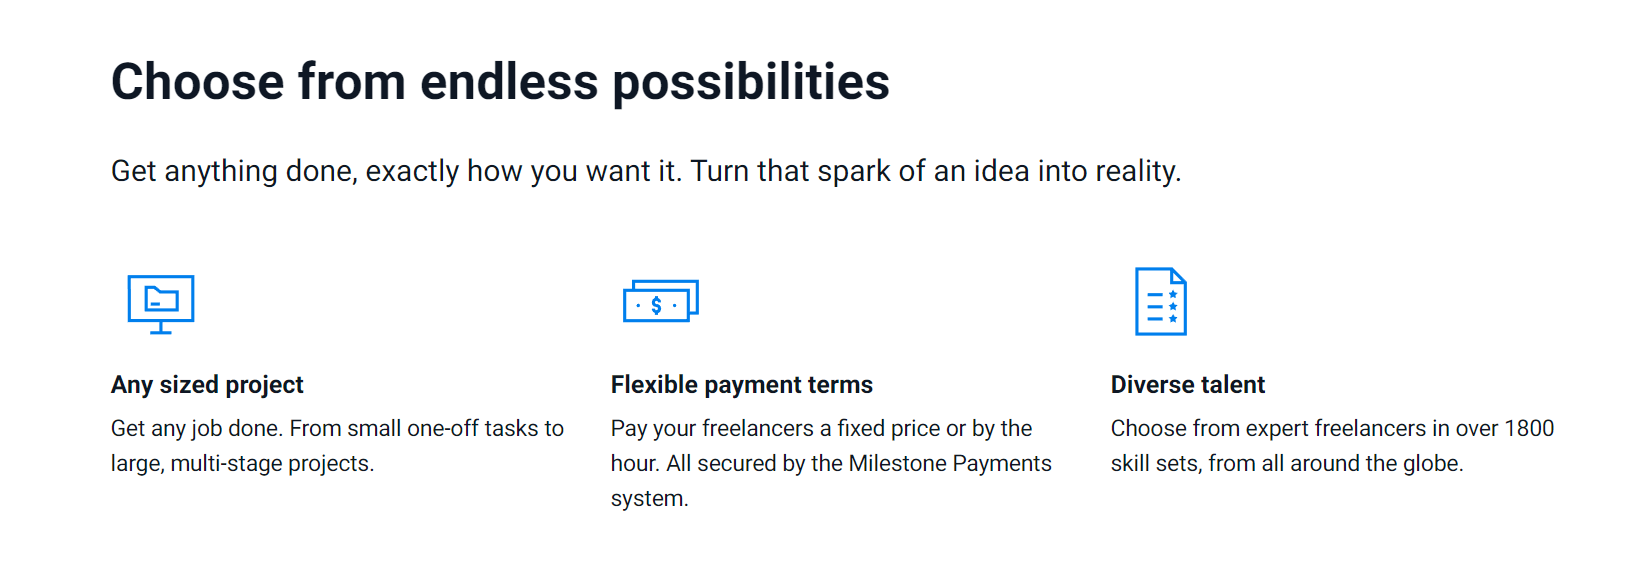 Choose from endless possibilities
Get anything done, exactly how you want it. Turn that spark of an idea into reality.
$
Any sized project
Get any job done. From small one-off tasks to
large, multi-stage projects.
Flexible payment terms
Pay your freelancers a fixed price or by the
hour. All secured by the Milestone Payments
system.
Diverse talent
Choose from expert freelancers in over 1800
skill sets, from all around the globe.